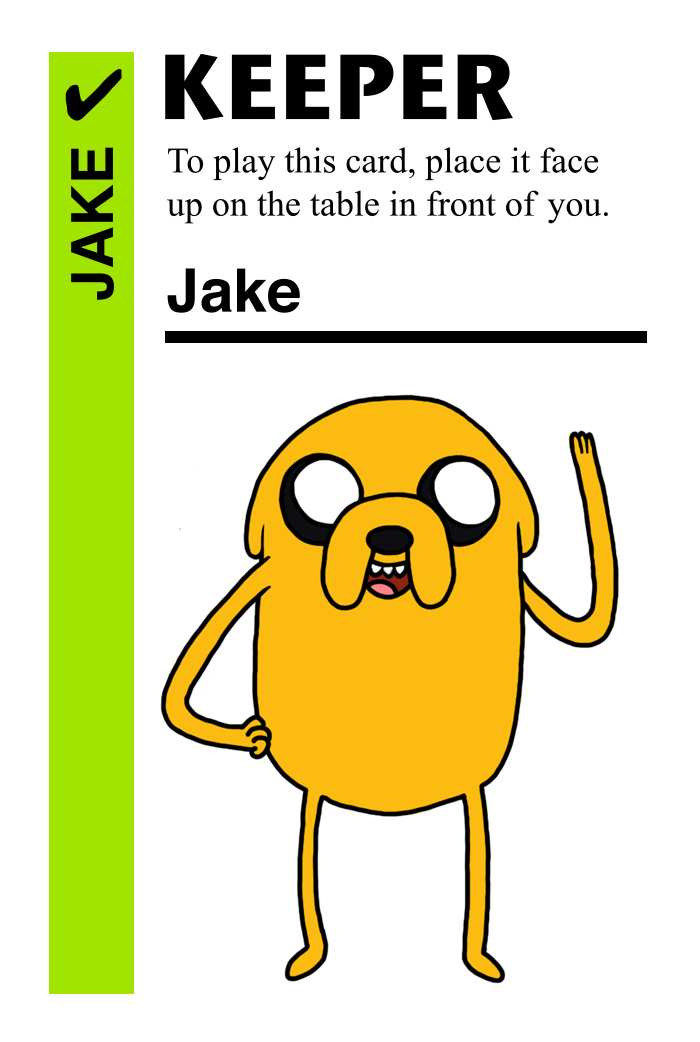 JAKE ✔
KEEPER
To play this card, place it face
up on the table in front of you.
Jake